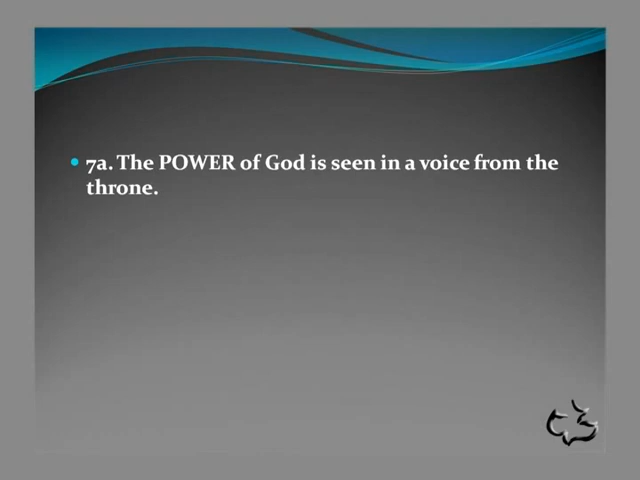 7a. The POWER of God is seen in a voice from the
throne.